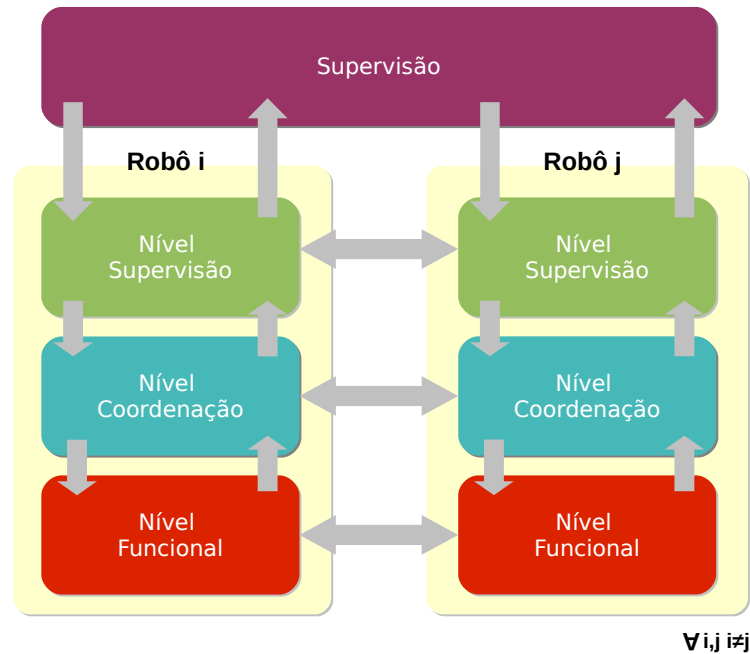 Supervisão
Robô i
Robô j
Nível
Supervisão
Nível
Supervisão
Nível
Coordenação
Nível
Coordenação
Nível
Funcional
Nível
Funcional
∀ i,j i≠j